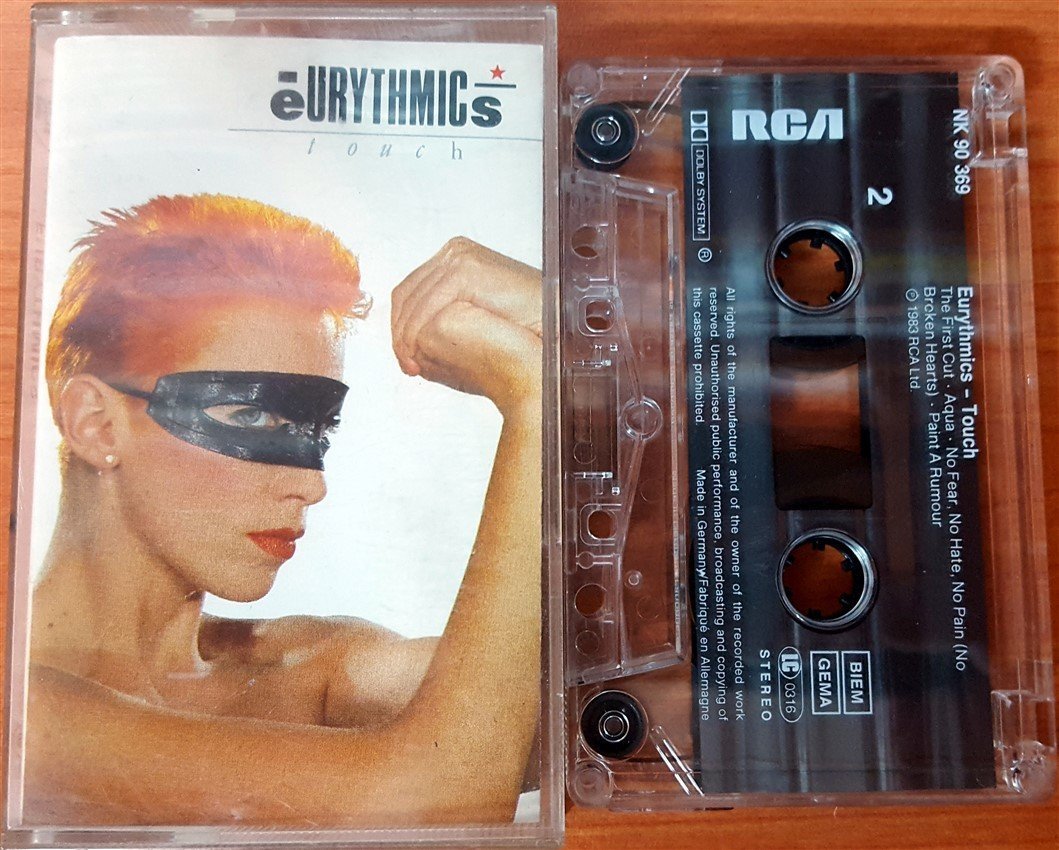 eURYTHMICs
touch
RCA
DOLBY SYSTEM ®
NK 90 369
2
Eurythmics – Touch
The First Cut · Aqua · No Fear, No Hate, No Pain (No
Broken Hearts) · Paint A Rumour
℗ 1983 RCA Ltd.
All rights of the manufacturer and of the owner of the recorded work
reserved. Unauthorised public performance, broadcasting and copying of
this cassette prohibited. Made in Germany/Fabriqué en Allemagne
BIEM
GEMA
LC 0316
STEREO